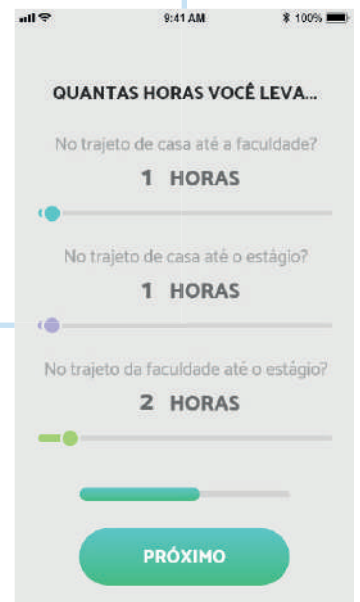 9:41 AM 100%
QUANTAS HORAS VOCÊ LEVA...
No trajeto de casa até a faculdade?
1 HORAS
No trajeto de casa até o estágio?
1 HORAS
No trajeto da faculdade até o estágio?
2 HORAS
PRÓXIMO